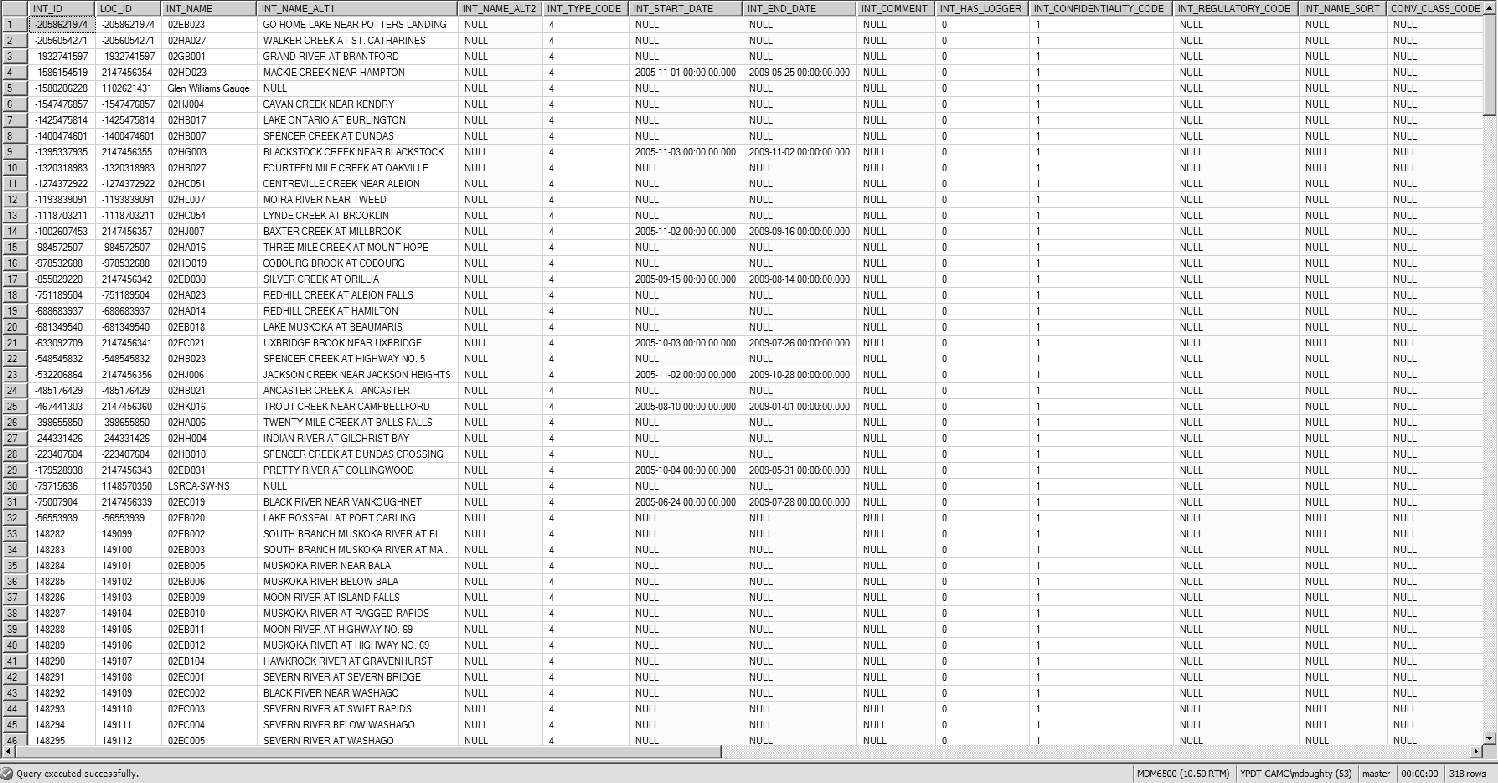 INT_ID LOC_ID INT_NAME INT_NAME_ALT1 INT_NAME_ALT2 INT_TYPE_CODE INT_START_DATE INT_END_DATE INT_COMMENT INT_HAS_LOGGER INT_CONFIDENTIALITY_CODE INT_REGULATORY_CODE INT_NAME_SORT CONV_CLASS_CODE
1 -2058621974 -2058621974 02EB023 GO HOME LAKE NEAR POTTERS LANDING NULL 4 NULL NULL NULL 0 1 NULL NULL NULL
2 -2056054271 -2056054271 02HA027 WALKER CREEK AT ST. CATHARINES NULL 4 NULL NULL NULL 0 1 NULL NULL NULL
3 -1932741597 -1932741597 02GB001 GRAND RIVER AT BRANTFORD NULL 4 NULL NULL NULL 0 1 NULL NULL NULL
4 -1586154519 2147456354 02HD023 MACKIE CREEK NEAR HAMPTON NULL 4 2005-11-01 00:00:00.000 2009-05-25 00:00:00.000 NULL 0 1 NULL NULL NULL
5 -1580206228 1102621431 Glen Williams Gauge NULL NULL 4 NULL NULL NULL 0 1 NULL NULL NULL
6 -1547476857 -1547476857 02HJ004 CAVAN CREEK NEAR KENDRY NULL 4 NULL NULL NULL 0 1 NULL NULL NULL
7 -1425475814 -1425475814 02HB017 LAKE ONTARIO AT BURLINGTON NULL 4 NULL NULL NULL 0 1 NULL NULL NULL
8 -1400474601 -1400474601 02HB007 SPENCER CREEK AT DUNDAS NULL 4 NULL NULL NULL 0 1 NULL NULL NULL
9 -1395337935 2147456355 02HG003 BLACKSTOCK CREEK NEAR BLACKSTOCK NULL 4 2005-11-03 00:00:00.000 2009-11-02 00:00:00.000 NULL 0 1 NULL NULL NULL
10 -1320318983 -1320318983 02HB027 FOURTEEN MILE CREEK AT OAKVILLE NULL 4 NULL NULL NULL 0 1 NULL NULL NULL
11 -1274372922 -1274372922 02HC051 CENTREVILLE CREEK NEAR ALBION NULL 4 NULL NULL NULL 0 1 NULL NULL NULL
12 -1193839091 -1193839091 02HL007 MOIRA RIVER NEAR TWEED NULL 4 NULL NULL NULL 0 1 NULL NULL NULL
13 -1118703211 -1118703211 02HC054 LYNDE CREEK AT BROOKLIN NULL 4 NULL NULL NULL 0 1 NULL NULL NULL
14 -1002607453 2147456357 02HJ007 BAXTER CREEK AT MILLBROOK NULL 4 2005-11-02 00:00:00.000 2009-09-16 00:00:00.000 NULL 0 1 NULL NULL NULL
15 -984572507 -984572507 02HA016 THREE MILE CREEK AT MOUNT HOPE NULL 4 NULL NULL NULL 0 1 NULL NULL NULL
16 -978532688 -978532688 02HD019 COBOURG BROOK AT COBOURG NULL 4 NULL NULL NULL 0 1 NULL NULL NULL
17 -855029220 2147456342 02ED030 SILVER CREEK AT ORILLIA NULL 4 2005-09-15 00:00:00.000 2009-08-14 00:00:00.000 NULL 0 1 NULL NULL NULL
18 -751189504 -751189504 02HA023 REDHILL CREEK AT ALBION FALLS NULL 4 NULL NULL NULL 0 1 NULL NULL NULL
19 -688683937 -688683937 02HA014 REDHILL CREEK AT HAMILTON NULL 4 NULL NULL NULL 0 1 NULL NULL NULL
20 -681349540 -681349540 02EB018 LAKE MUSKOKA AT BEAUMARIS NULL 4 NULL NULL NULL 0 1 NULL NULL NULL
21 -633092709 2147456341 02EC021 UXBRIDGE BROOK NEAR UXBRIDGE NULL 4 2005-10-03 00:00:00.000 2009-07-26 00:00:00.000 NULL 0 1 NULL NULL NULL
22 -548545832 -548545832 02HB023 SPENCER CREEK AT HIGHWAY NO. 5 NULL 4 NULL NULL NULL 0 1 NULL NULL NULL
23 -532206864 2147456356 02HJ006 JACKSON CREEK NEAR JACKSON HEIGHTS NULL 4 2005-11-02 00:00:00.000 2009-10-28 00:00:00.000 NULL 0 1 NULL NULL NULL
24 -485176429 -485176429 02HB021 ANCASTER CREEK AT ANCASTER NULL 4 NULL NULL NULL 0 1 NULL NULL NULL
25 -467441303 2147456360 02HK016 TROUT CREEK NEAR CAMPBELLFORD NULL 4 2005-08-10 00:00:00.000 2009-01-01 00:00:00.000 NULL 0 1 NULL NULL NULL
26 -398655850 -398655850 02HA006 TWENTY MILE CREEK AT BALLS FALLS NULL 4 NULL NULL NULL 0 1 NULL NULL NULL
27 -244331426 -244331426 02HH004 INDIAN RIVER AT GILCHRIST BAY NULL 4 NULL NULL NULL 0 1 NULL NULL NULL
28 -223407604 -223407604 02HB010 SPENCER CREEK AT DUNDAS CROSSING NULL 4 NULL NULL NULL 0 1 NULL NULL NULL
29 -179528938 2147456343 02ED031 PRETTY RIVER AT COLLINGWOOD NULL 4 2005-10-04 00:00:00.000 2009-05-31 00:00:00.000 NULL 0 1 NULL NULL NULL
30 -79715636 1148570350 LSRCA-SW-NS NULL NULL 4 NULL NULL NULL 0 1 NULL NULL NULL
31 -75007904 2147456339 02EC019 BLACK RIVER NEAR VANKOUGHNET NULL 4 2005-06-24 00:00:00.000 2009-07-28 00:00:00.000 NULL 0 1 NULL NULL NULL
32 -56553939 -56553939 02EB020 LAKE ROSSEAU AT PORT CARLING NULL 4 NULL NULL NULL 0 1 NULL NULL NULL
33 148282 149099 02EB002 SOUTH BRANCH MUSKOKA RIVER AT BI... NULL 4 NULL NULL NULL 0 1 NULL NULL NULL
34 148283 149100 02EB003 SOUTH BRANCH MUSKOKA RIVER AT MA... NULL 4 NULL NULL NULL 0 1 NULL NULL NULL
35 148284 149101 02EB005 MUSKOKA RIVER NEAR BALA NULL 4 NULL NULL NULL 0 1 NULL NULL NULL
36 148285 149102 02EB006 MUSKOKA RIVER BELOW BALA NULL 4 NULL NULL NULL 0 1 NULL NULL NULL
37 148286 149103 02EB009 MOON RIVER AT ISLAND FALLS NULL 4 NULL NULL NULL 0 1 NULL NULL NULL
38 148287 149104 02EB010 MUSKOKA RIVER AT RAGGED RAPIDS NULL 4 NULL NULL NULL 0 1 NULL NULL NULL
39 148288 149105 02EB011 MOON RIVER AT HIGHWAY NO. 69 NULL 4 NULL NULL NULL 0 1 NULL NULL NULL
40 148289 149106 02EB012 MUSKOKA RIVER AT HIGHWAY NO. 69 NULL 4 NULL NULL NULL 0 1 NULL NULL NULL
41 148290 149107 02EB104 HAWKROCK RIVER AT GRAVENHURST NULL 4 NULL NULL NULL 0 1 NULL NULL NULL
42 148291 149108 02EC001 SEVERN RIVER AT SEVERN BRIDGE NULL 4 NULL NULL NULL 0 1 NULL NULL NULL
43 148292 149109 02EC002 BLACK RIVER NEAR WASHAGO NULL 4 NULL NULL NULL 0 1 NULL NULL NULL
44 148293 149110 02EC003 SEVERN RIVER AT SWIFT RAPIDS NULL 4 NULL NULL NULL 0 1 NULL NULL NULL
45 148294 149111 02EC004 SEVERN RIVER BELOW WASHAGO NULL 4 NULL NULL NULL 0 1 NULL NULL NULL
46 148295 149112 02EC005 SEVERN RIVER AT WASHAGO NULL 4 NULL NULL NULL 0 1 NULL NULL NULL
Query executed successfully. MDM6500 (10.50 RTM) YPDT-CAMC\mdoughty (53) master 00:00:00 318 rows